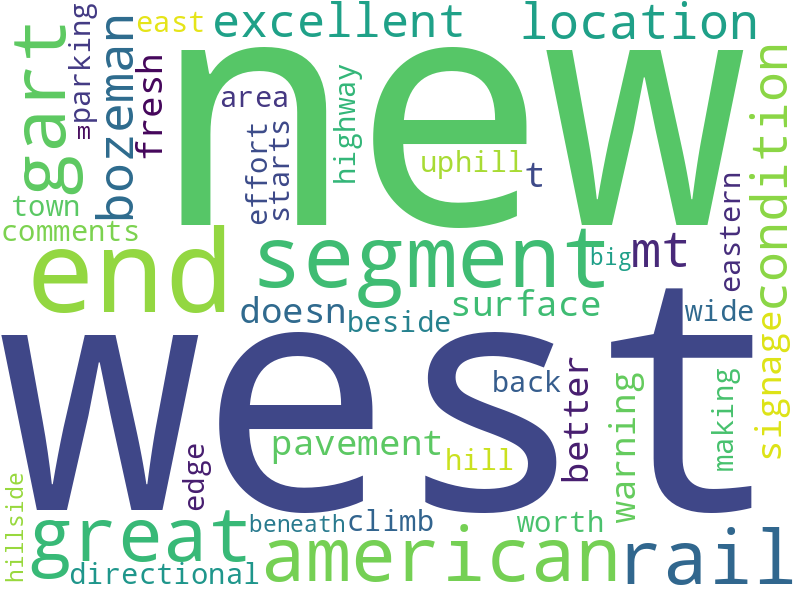 east
excellent
location
parking
m
gart
bozeman
fresh
new
area
highway
effort
starts
uphill
t
condition
town
comments
end
segment
big
mt
eastern
doesn
beside
surface
wide
signage
west
back
better
warning
making
pavement
hill
edge
hillside
great
beneath
climb
worth
directional
american
rail